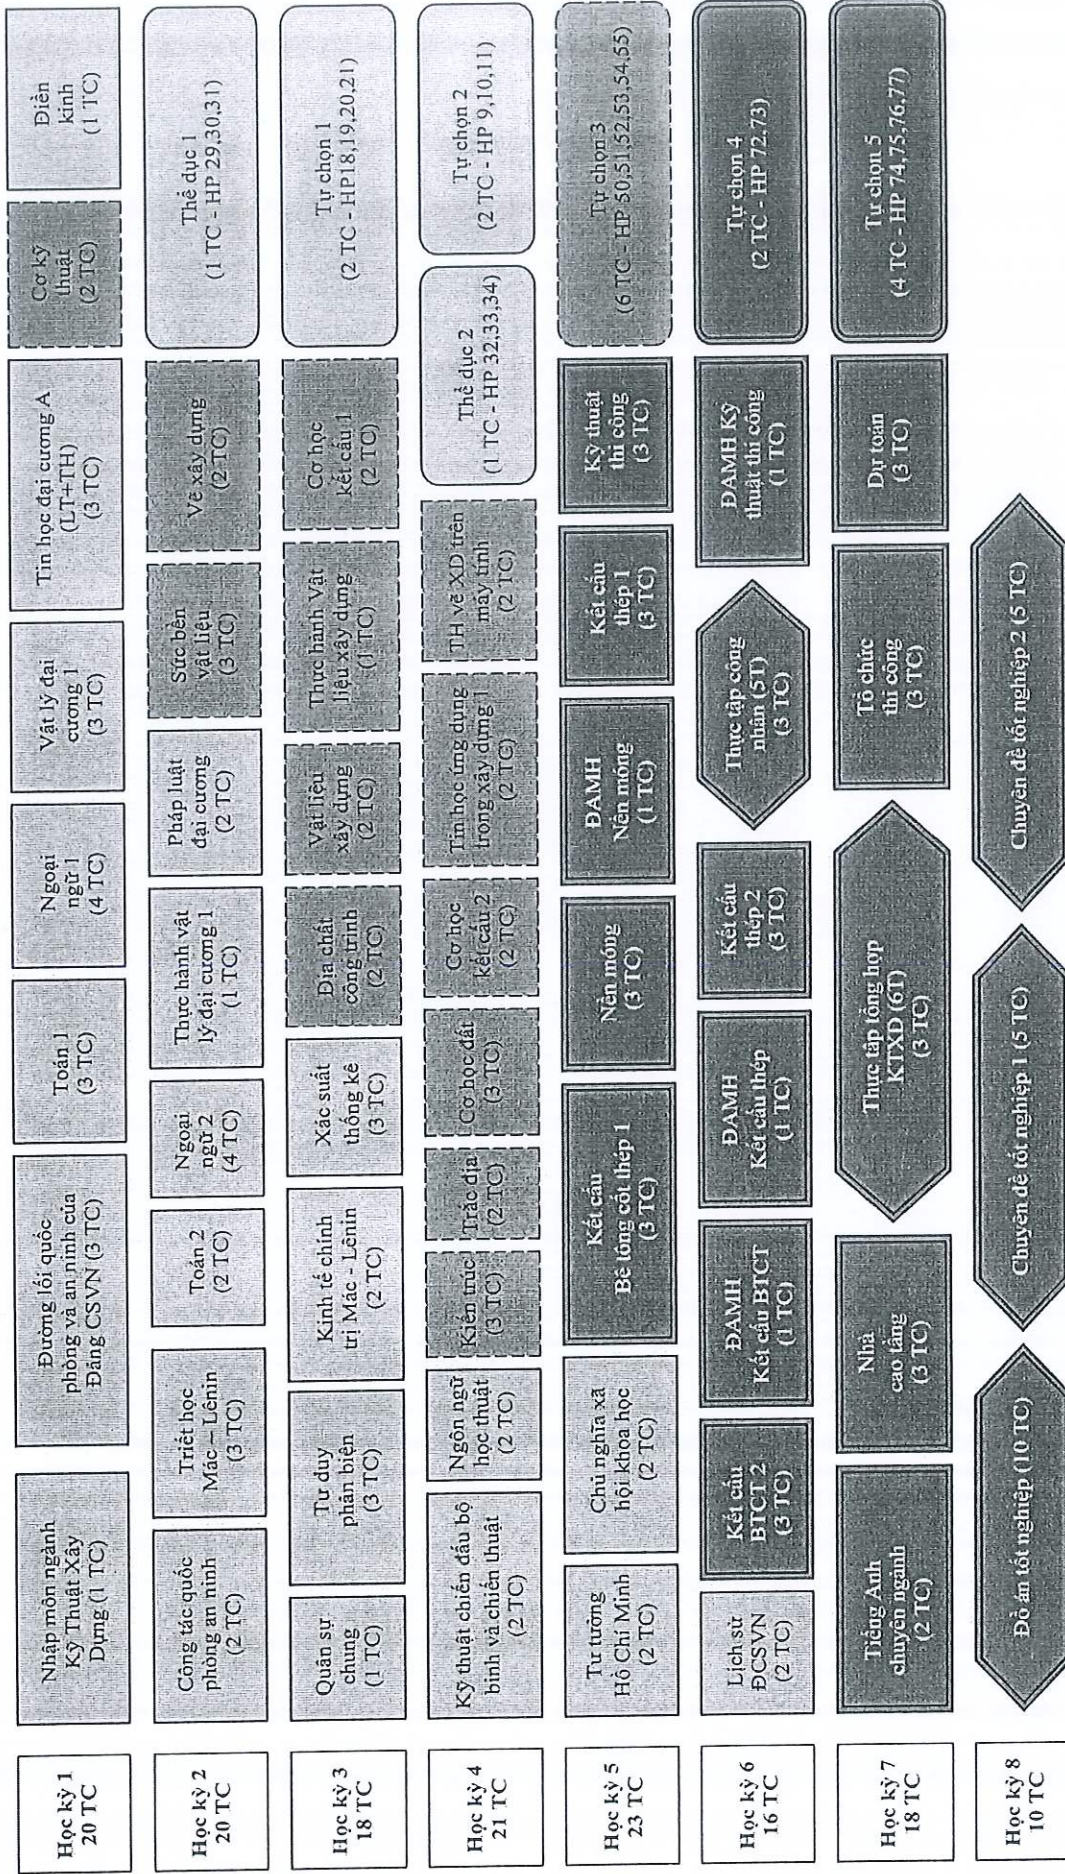 Học kỳ 1
20 TC
Nhập môn ngành
Kỹ Thuật Xây
Dựng (1 TC)
Đường lối quốc
phòng và an ninh của
Đảng CSVN (3 TC)
Toán 1
(3 TC)
Ngoại
ngữ 1
(4 TC)
Vật lý đại
cương 1
(3 TC)
Tin học đại cương A
(LT+TH)
(3 TC)
Cơ kỹ
thuật
(2 TC)
Điền
kinh
(1 TC)
Học kỳ 2
20 TC
Công tác quốc
phòng an ninh
(2 TC)
Triết học
Mác – Lênin
(3 TC)
Toán 2
(2 TC)
Ngoại
ngữ 2
(4 TC)
Thực hành vật
lý đại cương 1
(1 TC)
Pháp luật
đại cương
(2 TC)
Sức bền
vật liệu
(3 TC)
Vẽ xây dựng
(2 TC)
Thể dục 1
(1 TC - HP 29,30,31)
Học kỳ 3
18 TC
Quân sự
chung
(1 TC)
Tư duy
phản biện
(3 TC)
Kinh tế chính
trị Mác - Lênin
(2 TC)
Xác suất
thống kê
(3 TC)
Địa chất
công trình
(2 TC)
Vật liệu
xây dựng
(2 TC)
Thực hành Vật
liệu xây dựng
(1 TC)
Cơ học
kết cấu 1
(2 TC)
Tự chọn 1
(2 TC - HP18,19,20,21)
Học kỳ 4
21 TC
Kỹ thuật chiến đấu bộ
binh và chiến thuật
(2 TC)
Ngôn ngữ
học thuật
(2 TC)
Kiến trúc
(3 TC)
Trắc địa
(2 TC)
Cơ học đất
(3 TC)
Cơ học
kết cấu 2
(2 TC)
Tin học ứng dụng
trong xây dựng 1
(2 TC)
TH vẽ XD trên
máy tính
(2 TC)
Thể dục 2
(1 TC - HP 32,33,34)
Tự chọn 2
(2 TC - HP 9,10,11)
Học kỳ 5
23 TC
Tư tưởng
Hồ Chí Minh
(2 TC)
Chủ nghĩa xã
hội khoa học
(2 TC)
Kết cấu
Bê tông cốt thép 1
(3 TC)
Nền móng
(3 TC)
ĐAMH
Nền móng
(1 TC)
Kết cấu
thép 1
(3 TC)
Kỹ thuật
thi công
(3 TC)
Tự chọn 3
(6 TC - HP 50,51,52,53,54,55)
Học kỳ 6
16 TC
Lịch sử
ĐCSVN
(2 TC)
Kết cấu
BTCT 2
(3 TC)
ĐAMH
Kết cấu BTCT
(1 TC)
ĐAMH
Kết cấu thép
(1 TC)
Kết cấu
thép 2
(3 TC)
Thực tập công
nhân (5T)
(3 TC)
ĐAMH Kỹ
thuật thi công
(1 TC)
Tự chọn 4
(2 TC - HP 72,73)
Học kỳ 7
18 TC
Tiếng Anh
chuyên ngành
(2 TC)
Nhà
cao tầng
(3 TC)
Thực tập tổng hợp
KTXD (6T)
(3 TC)
Tổ chức
thi công
(3 TC)
Dự toán
(3 TC)
Tự chọn 5
(4 TC - HP 74,75,76,77)
Học kỳ 8
10 TC
Đồ án tốt nghiệp (10 TC)
Chuyên đề tốt nghiệp 1 (5 TC)
Chuyên đề tốt nghiệp 2 (5 TC)